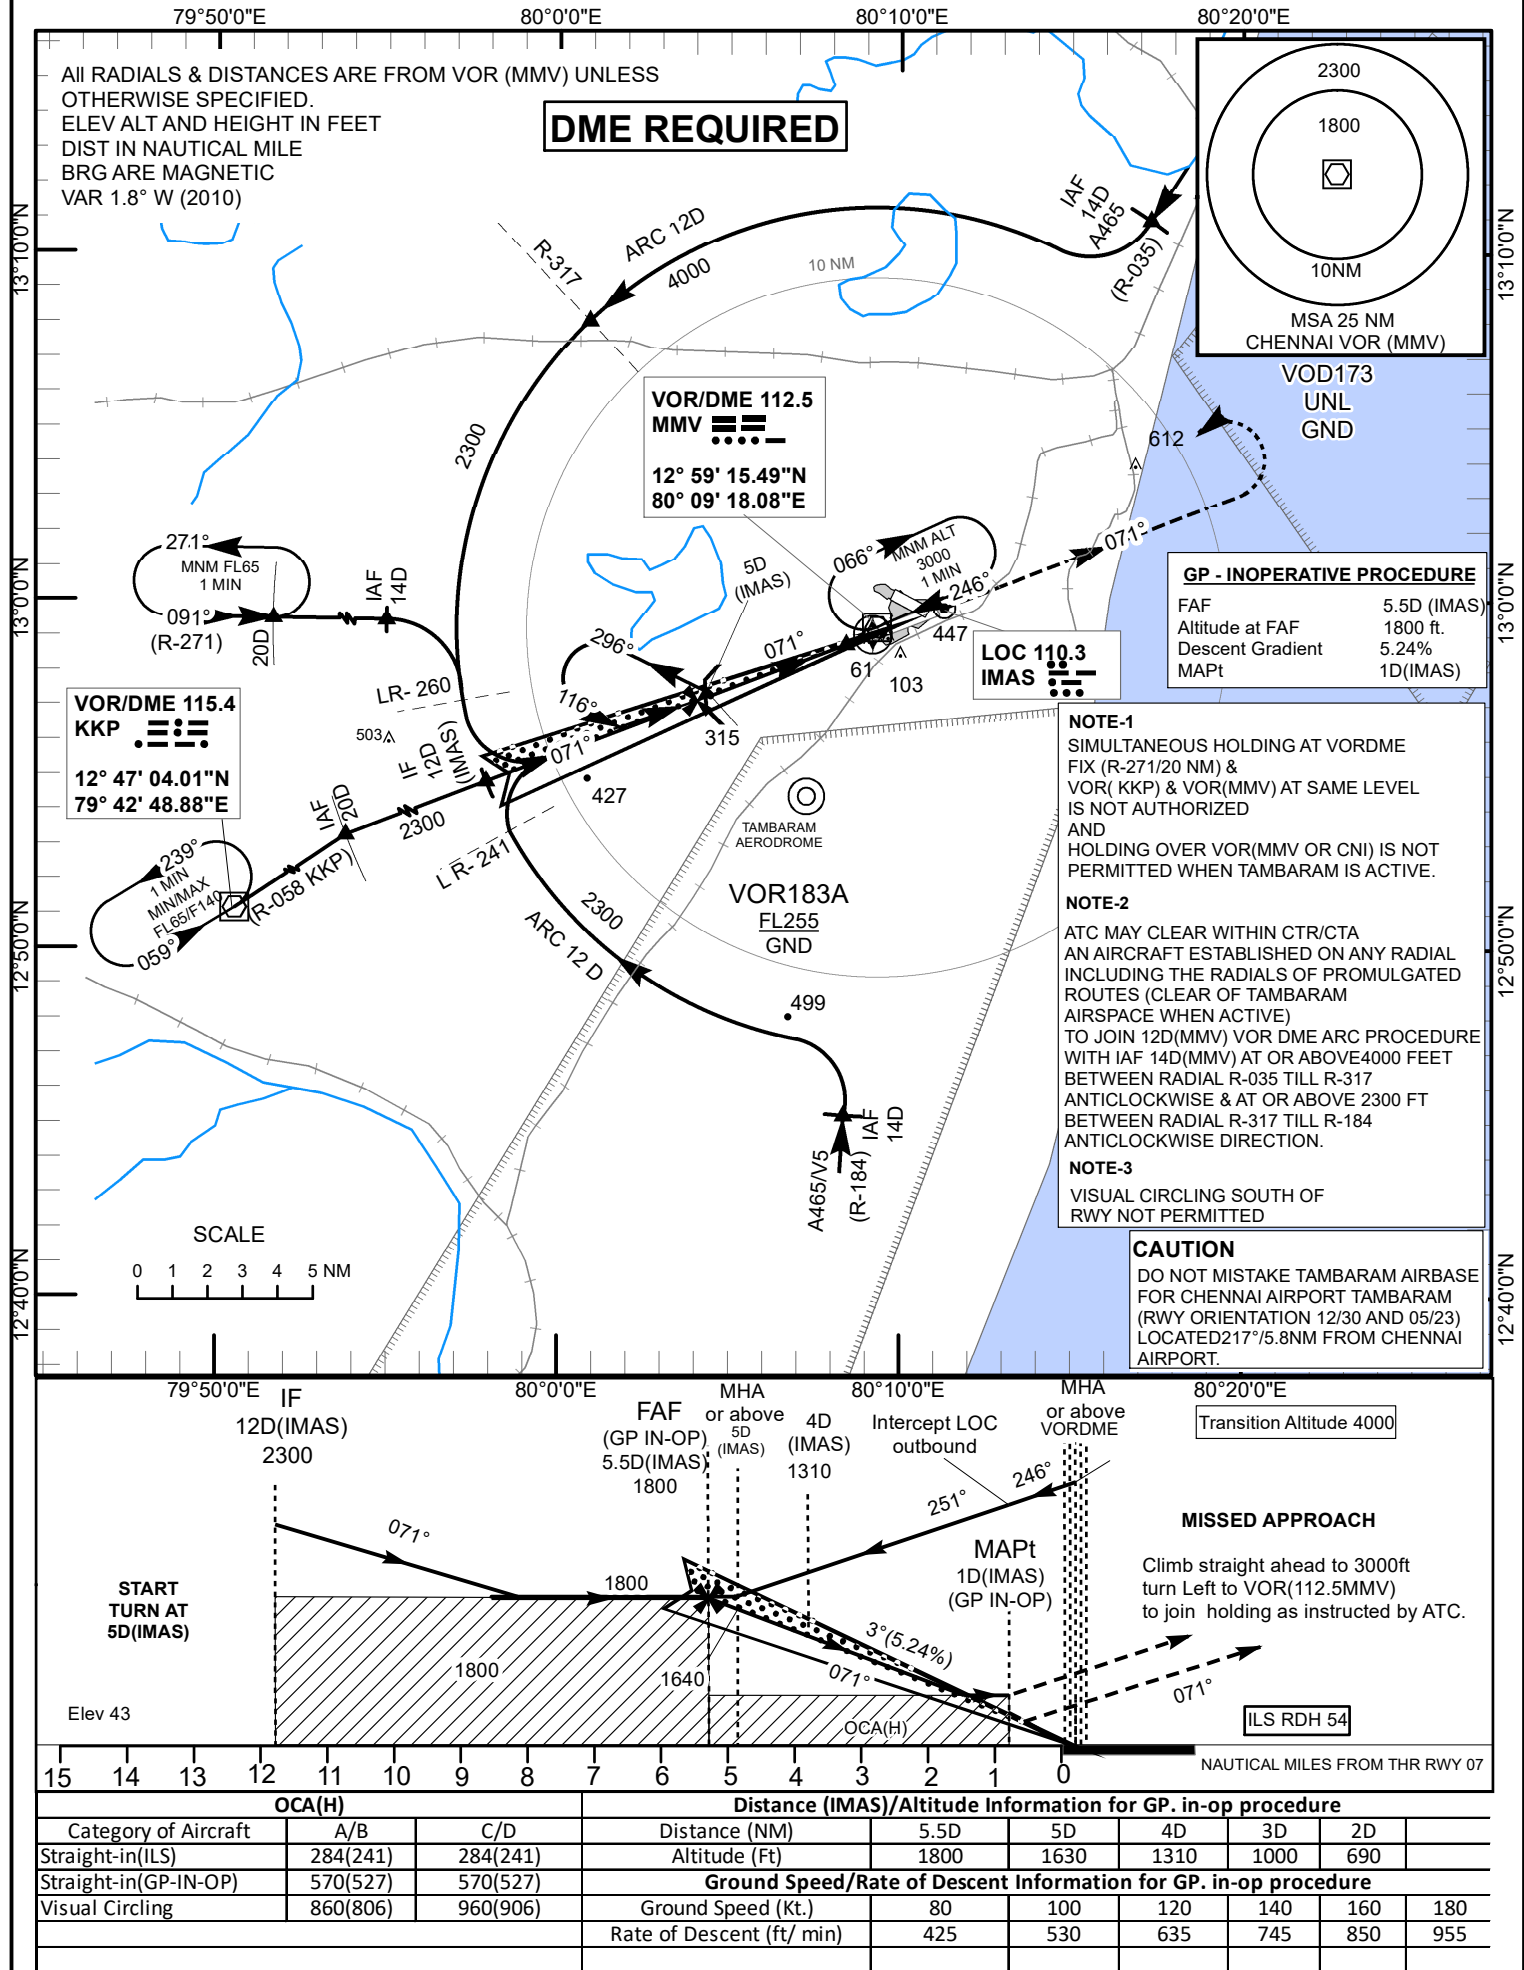 79°50'0"E
80°0'0"E
80°10'0"E
80°20'0"E
All RADIALS & DISTANCES ARE FROM VOR (MMV) UNLESS
OTHERWISE SPECIFIED.
ELEV ALT AND HEIGHT IN FEET
DIST IN NAUTICAL MILE
BRG ARE MAGNETIC
VAR 1.8° W (2010)
DME REQUIRED
IAF
14D
A465
(R-035)
2300
1800
10NM
MSA 25 NM
CHENNAI VOR (MMV)
13°10'0"N
13°10'0"N
R-317
ARC 12D
4000
10 NM
VOD173
UNL
GND
VOR/DME 112.5
MMV
12° 59' 15.49"N
80° 09' 18.08"E
2300
612
271°
MNM FL65
1 MIN
091°
(R-271)
20D
IAF
14D
5D
(IMAS)
066°
MNM ALT
3000
1 MIN
246°
071°
13°0'0"N
13°0'0"N
GP - INOPERATIVE PROCEDURE
FAF 5.5D (IMAS)
Altitude at FAF 1800 ft.
Descent Gradient 5.24%
MAPt 1D(IMAS)
296°
071°
447
61
103
LOC 110.3
IMAS
LR- 260
116°
315
503
VOR/DME 115.4
KKP
12° 47' 04.01"N
79° 42' 48.88"E
IF
12D
(IMAS)
071°
427
IAF
20D
2300
LR- 241
TAMBARAM
AERODROME
239°
1 MIN
MIN/MAX
FL65/F140
059°
(R-058 KKP)
VOR183A
FL255
GND
2300
ARC 12 D
12°50'0"N
12°50'0"N
499
IAF
14D
A465/V5
(R-184)
NOTE-1
SIMULTANEOUS HOLDING AT VORDME
FIX (R-271/20 NM) &
VOR( KKP) & VOR(MMV) AT SAME LEVEL
IS NOT AUTHORIZED
AND
HOLDING OVER VOR(MMV OR CNI) IS NOT
PERMITTED WHEN TAMBARAM IS ACTIVE.
NOTE-2
ATC MAY CLEAR WITHIN CTR/CTA
AN AIRCRAFT ESTABLISHED ON ANY RADIAL
INCLUDING THE RADIALS OF PROMULGATED
ROUTES (CLEAR OF TAMBARAM
AIRSPACE WHEN ACTIVE)
TO JOIN 12D(MMV) VOR DME ARC PROCEDURE
WITH IAF 14D(MMV) AT OR ABOVE4000 FEET
BETWEEN RADIAL R-035 TILL R-317
ANTICLOCKWISE & AT OR ABOVE 2300 FT
BETWEEN RADIAL R-317 TILL R-184
ANTICLOCKWISE DIRECTION.
NOTE-3
VISUAL CIRCLING SOUTH OF
RWY NOT PERMITTED
SCALE
0 1 2 3 4 5 NM
12°40'0"N
12°40'0"N
CAUTION
DO NOT MISTAKE TAMBARAM AIRBASE
FOR CHENNAI AIRPORT TAMBARAM
(RWY ORIENTATION 12/30 AND 05/23)
LOCATED217°/5.8NM FROM CHENNAI
AIRPORT.
79°50'0"E
80°0'0"E
80°10'0"E
80°20'0"E
IF
12D(IMAS)
2300
FAF
(GP IN-OP)
5.5D(IMAS)
1800
MHA
or above
5D
(IMAS)
4D
(IMAS)
1310
Intercept LOC
outbound
MHA
or above
VORDME
Transition Altitude 4000
246°
251°
071°
MISSED APPROACH
Climb straight ahead to 3000ft
turn Left to VOR(112.5MMV)
to join holding as instructed by ATC.
MAPt
1D(IMAS)
(GP IN-OP)
START
TURN AT
5D(IMAS)
1800
3°(5.24%)
1800
1640
071°
071°
Elev 43
OCA(H)
ILS RDH 54
15 14 13 12 11 10 9 8 7 6 5 4 3 2 1 0
NAUTICAL MILES FROM THR RWY 07
OCA(H) Distance (IMAS)/Altitude Information for GP. in-op procedure
Category of Aircraft A/B C/D Distance (NM) 5.5D 5D 4D 3D 2D
Straight-in(ILS) 284(241) 284(241) Altitude (Ft) 1800 1630 1310 1000 690
Straight-in(GP-IN-OP) 570(527) 570(527) Ground Speed/Rate of Descent Information for GP. in-op procedure
Visual Circling 860(806) 960(906) Ground Speed (Kt.) 80 100 120 140 160 180
Rate of Descent (ft/ min) 425 530 635 745 850 955